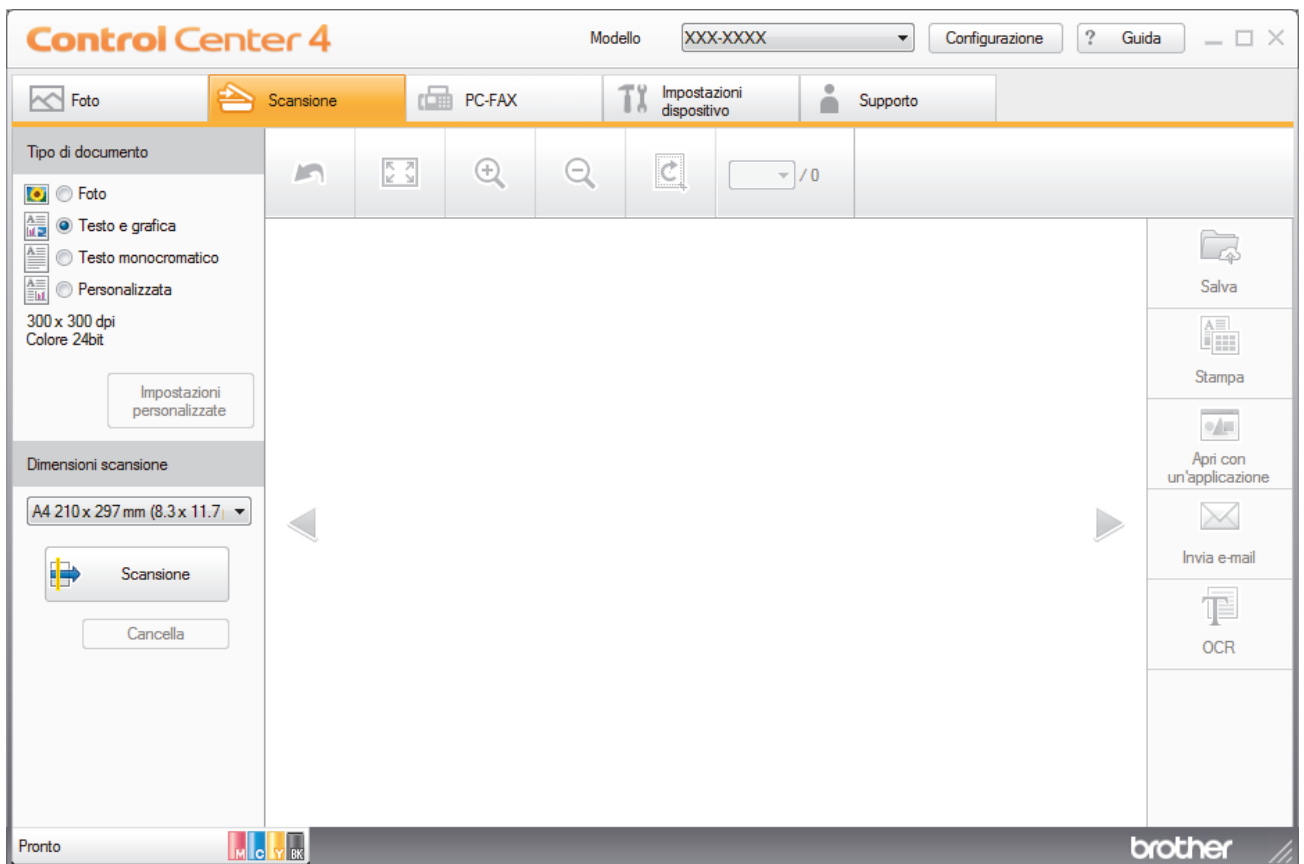 Control Center 4
Modello
XXX-XXXX
Configurazione
? Guida
Foto
Scansione
PC-FAX
Impostazioni
dispositivo
Supporto
Tipo di documento
Foto
Testo e grafica
Testo monocromatico
Personalizzata
300 x 300 dpi
Colore 24bit
Impostazioni
personalizzate
Dimensioni scansione
A4 210 x 297 mm (8.3 x 11.7
Scansione
Cancella
/ 0
Salva
Stampa
Apri con
un'applicazione
Invia e-mail
OCR
Pronto
M C Y BK
brother